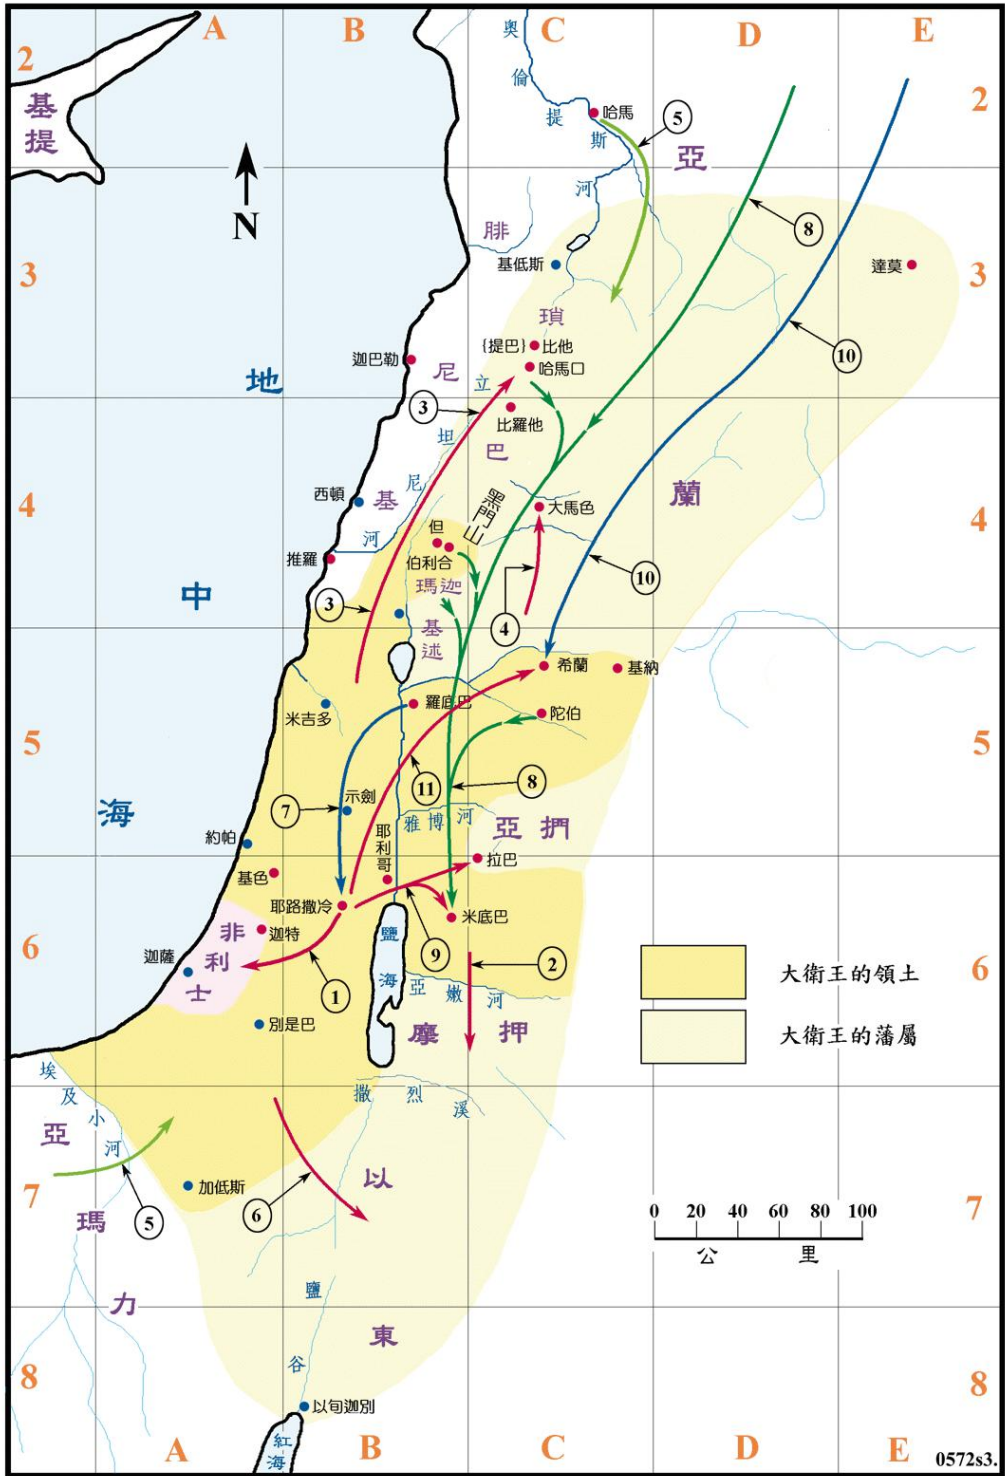 A
B
C
D
E
2
2
基提
奧倫提斯河
哈馬
5
亞
N
8
腓
基低斯
達莫
3
3
10
瑣
{提巴}
比他
迦巴勒
尼
哈馬口
立坦尼河
地
3
比羅他
巴
黑門山
蘭
4
4
西頓
基
大馬色
但
推羅
伯利合
瑪迦
中
3
10
4
基述
希蘭
基納
米吉多
羅底巴
陀伯
5
5
11
8
7
示劍
海
雅博河
亞捫
約帕
耶利哥
拉巴
基色
耶路撒冷
米底巴
非利士
迦特
鹽海
9
2
6
6
迦薩
1
亞嫩河
大衛王的領土
別是巴
摩押
大衛王的藩屬
埃及小河
撒烈溪
亞瑪力
以東
7
7
加低斯
5
6
0 20 40 60 80 100
公里
鹽谷
8
8
以旬迦別
紅海
A
B
C
D
E
0572s3.